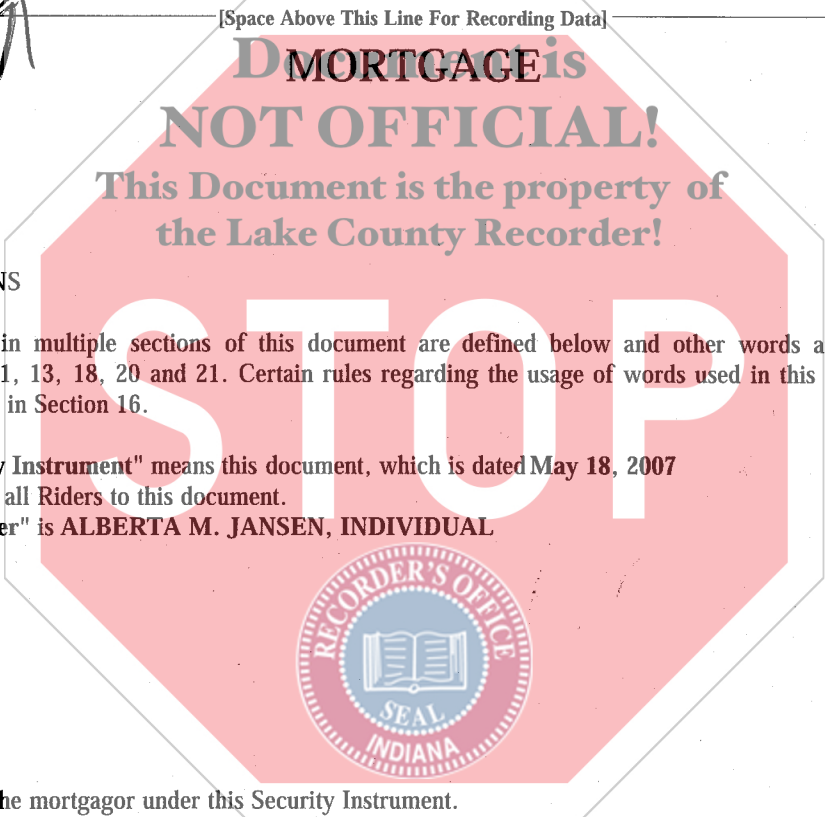 [Space Above This Line For Recording Data]
MORTGAGE
Document is
NOT OFFICIAL!
This Document is the property of
the Lake County Recorder!
NS
in multiple sections of this document are defined below and other words a
1, 13, 18, 20 and 21. Certain rules regarding the usage of words used in this
in Section 16.
STOP
y Instrument" means this document, which is dated May 18, 2007
all Riders to this document.
er" is ALBERTA M. JANSEN, INDIVIDUAL
RECORDER'S OFFICE
SEAL
INDIANA
he mortgagor under this Security Instrument.